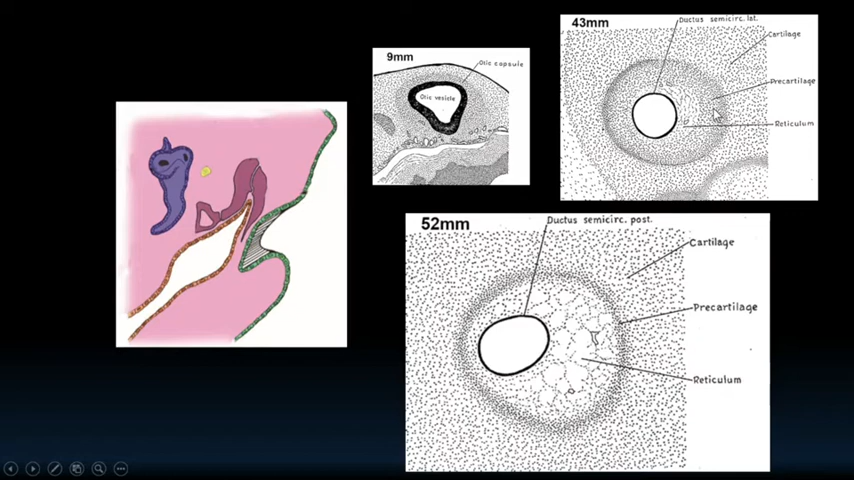 9mm
Otic capsule
Otic vesicle
43mm
Ductus semicirc. lat.
Cartilage
Precartilage
Reticulum
52mm
Ductus semicirc. post.
Cartilage
Precartilage
Reticulum